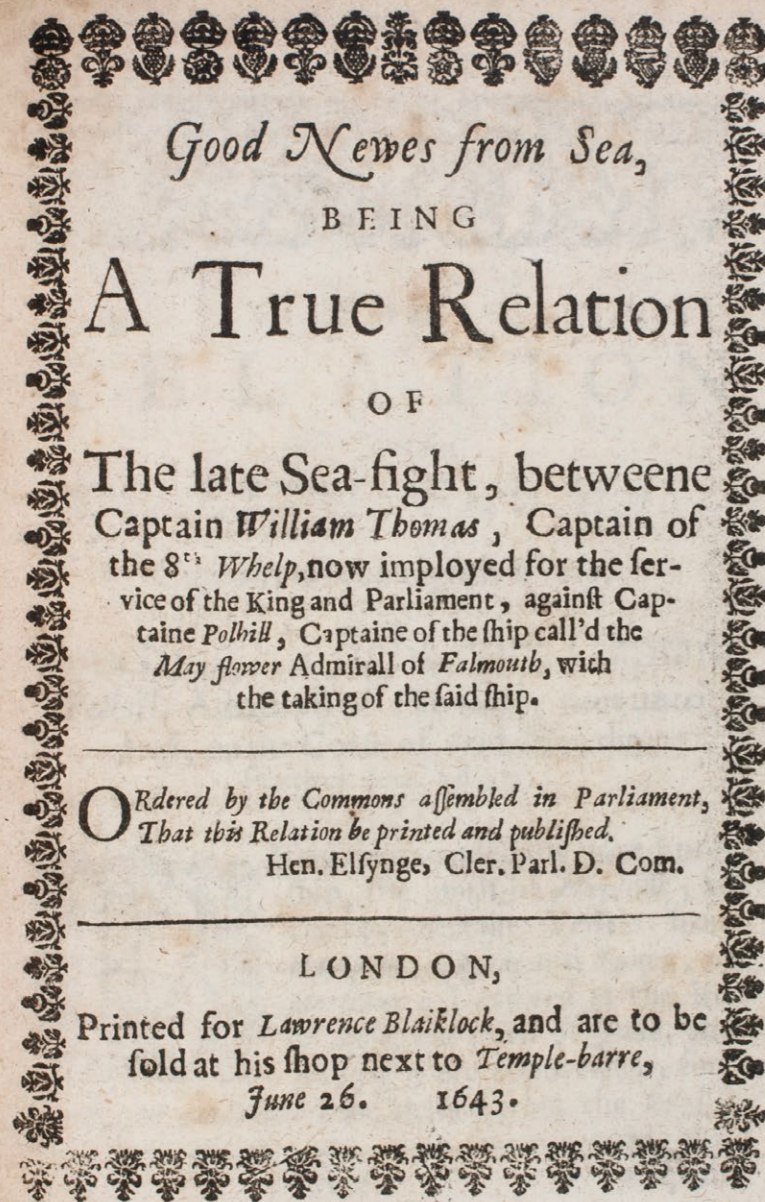 Good Newes from Sea,
BEING
A True Relation
OF
The late Sea-fight, betweene
Captain William Thomas, Captain of
the 8th Whelp, now imployed for the ſer-
vice of the King and Parliament, againſt Cap-
taine Polhill, Captaine of the ſhip call'd the
May flower Admirall of Falmouth, with
the taking of the ſaid ſhip.
ORdered by the Commons aſſembled in Parliament,
That this Relation be printed and publiſhed.
Hen. Elſynge, Cler. Parl. D. Com.
LONDON,
Printed for Lawrence Blaiklock, and are to be
ſold at his ſhop next to Temple-barre,
June 26. 1643.